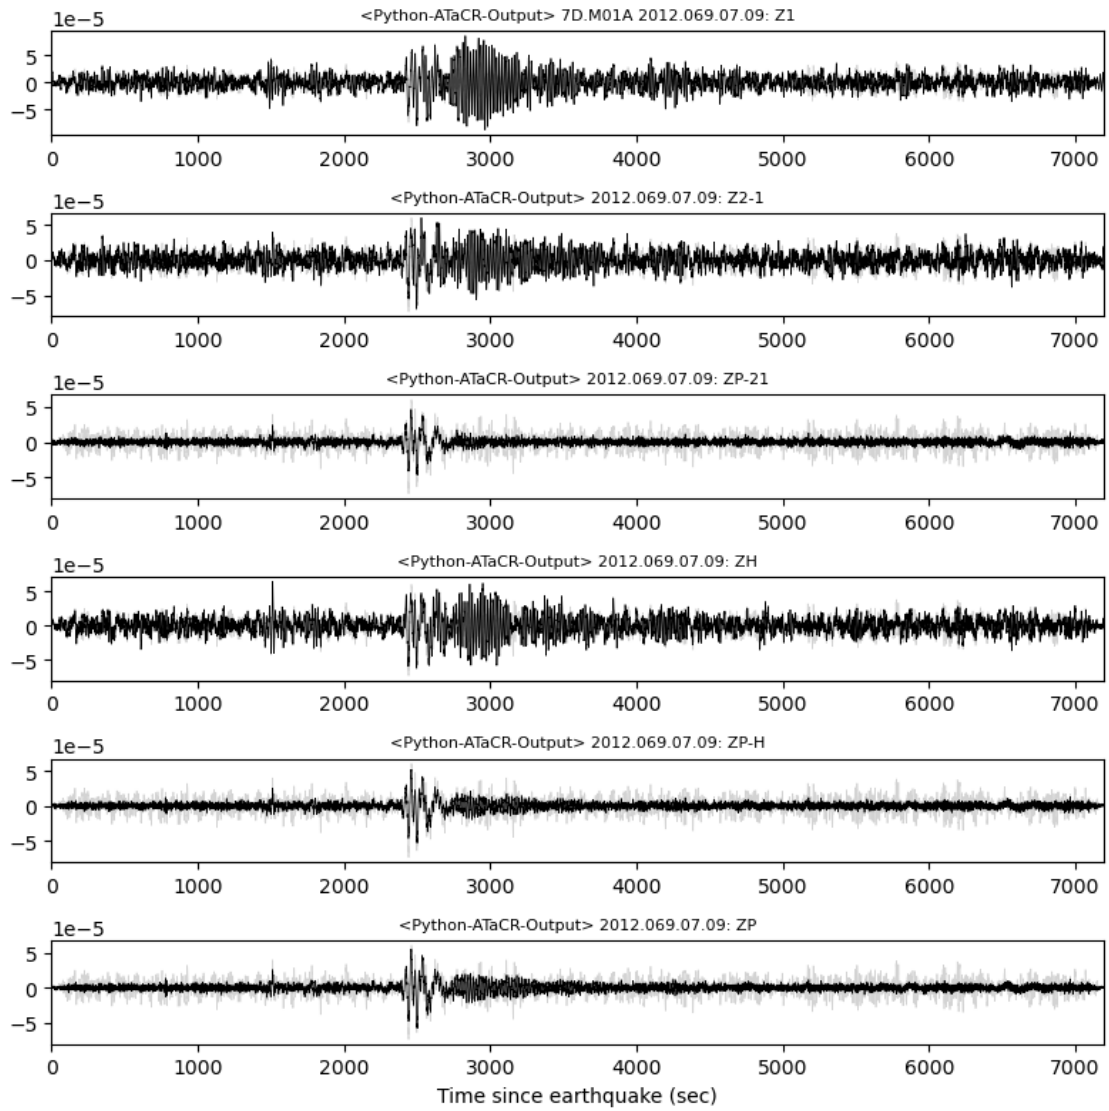 1e−5
<Python-ATaCR-Output> 7D.M01A 2012.069.07.09: Z1
5
0
−5
0 1000 2000 3000 4000 5000 6000 7000
1e−5
<Python-ATaCR-Output> 2012.069.07.09: Z2-1
5
0
−5
0 1000 2000 3000 4000 5000 6000 7000
1e−5
<Python-ATaCR-Output> 2012.069.07.09: ZP-21
5
0
−5
0 1000 2000 3000 4000 5000 6000 7000
1e−5
<Python-ATaCR-Output> 2012.069.07.09: ZH
5
0
−5
0 1000 2000 3000 4000 5000 6000 7000
1e−5
<Python-ATaCR-Output> 2012.069.07.09: ZP-H
5
0
−5
0 1000 2000 3000 4000 5000 6000 7000
1e−5
<Python-ATaCR-Output> 2012.069.07.09: ZP
5
0
−5
0 1000 2000 3000 4000 5000 6000 7000
Time since earthquake (sec)